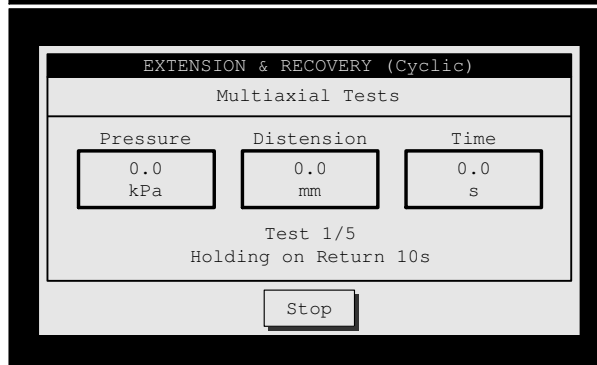 EXTENSION & RECOVERY (Cyclic)
Multiaxial Tests
Pressure Distension Time
0.0 0.0 0.0
kPa mm s
Test 1/5
Holding on Return 10s
Stop